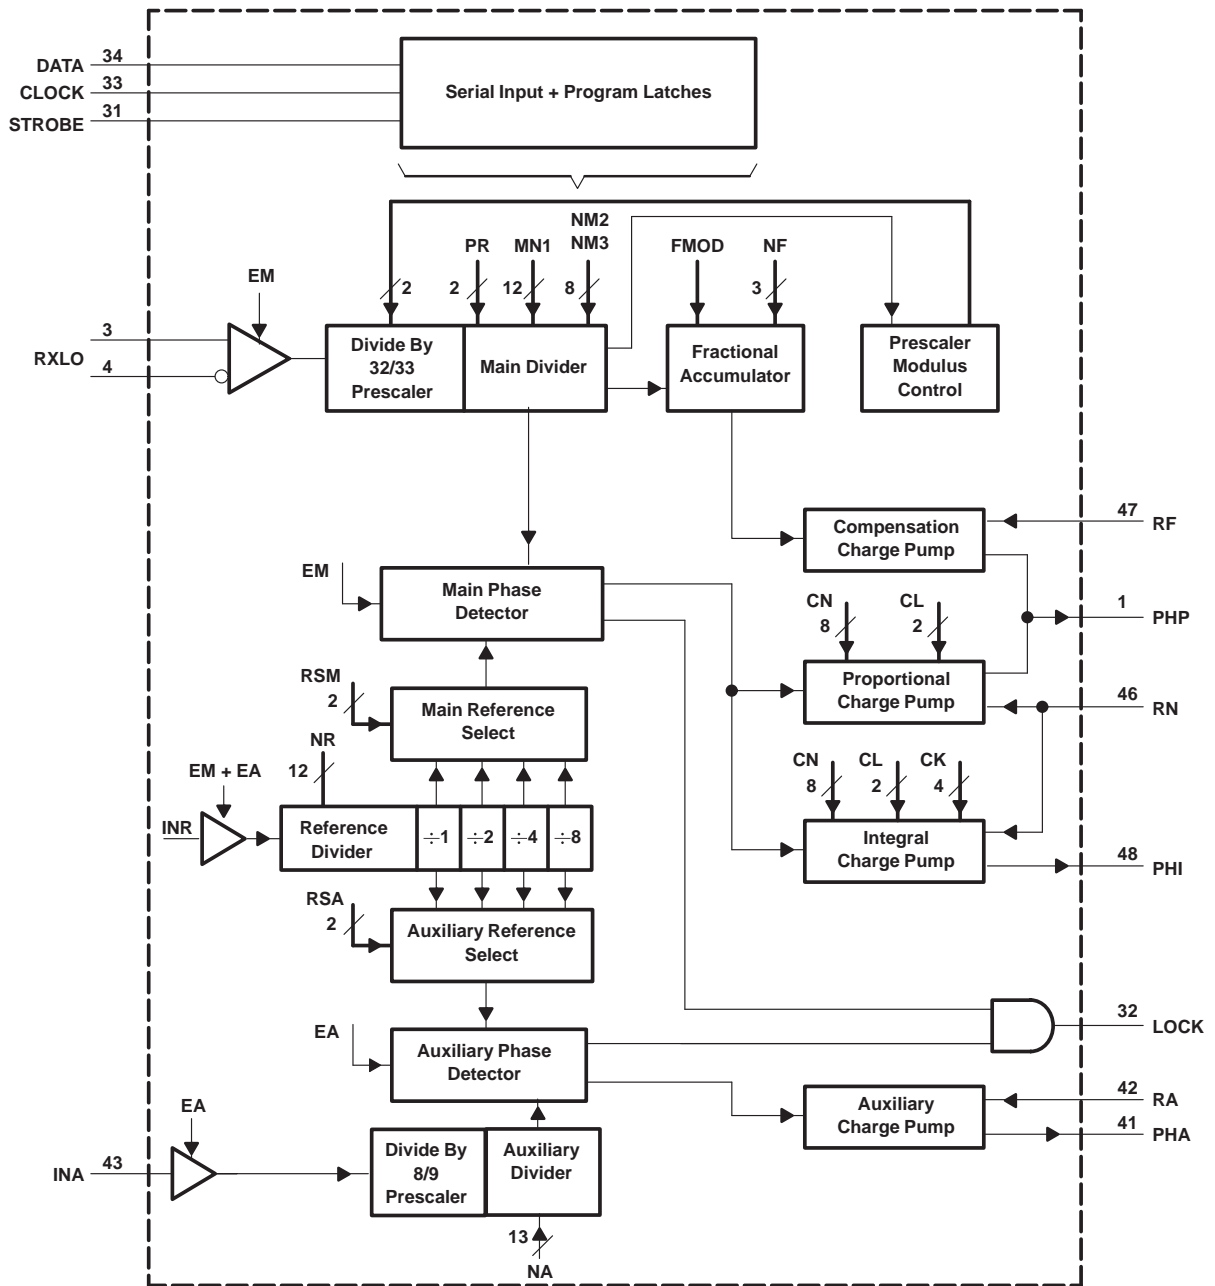 DATA 34
CLOCK 33
STROBE 31
Serial Input + Program Latches
NM2
PR MN1 NM3 FMOD NF
EM
2 2 12 8 3
3
RXLO
4
Divide By
32/33
Prescaler
Main Divider
Fractional
Accumulator
Prescaler
Modulus
Control
47 RF
Compensation
Charge Pump
EM
Main Phase
Detector
CN CL
8 2
1 PHP
Proportional
Charge Pump
46 RN
RSM
2
Main Reference
Select
NR
12
EM + EA
CN CL CK
8 2 4
INR
Reference
Divider
÷1 ÷2 ÷4 ÷8
Integral
Charge Pump
48 PHI
RSA
2
Auxiliary Reference
Select
32 LOCK
EA
Auxiliary Phase
Detector
42 RA
Auxiliary
Charge Pump
41 PHA
EA
INA 43
Divide By
8/9
Prescaler
Auxiliary
Divider
13
NA